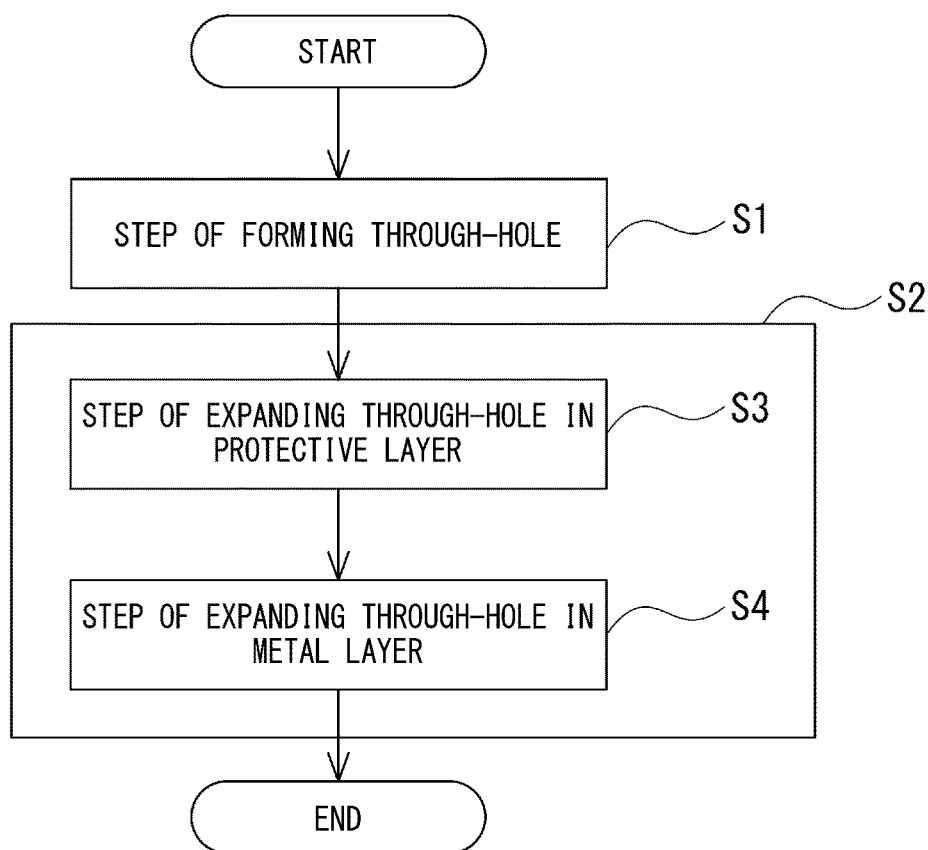 START
STEP OF FORMING THROUGH-HOLE
S1
S2
STEP OF EXPANDING THROUGH-HOLE IN
PROTECTIVE LAYER
S3
STEP OF EXPANDING THROUGH-HOLE IN
METAL LAYER
S4
END